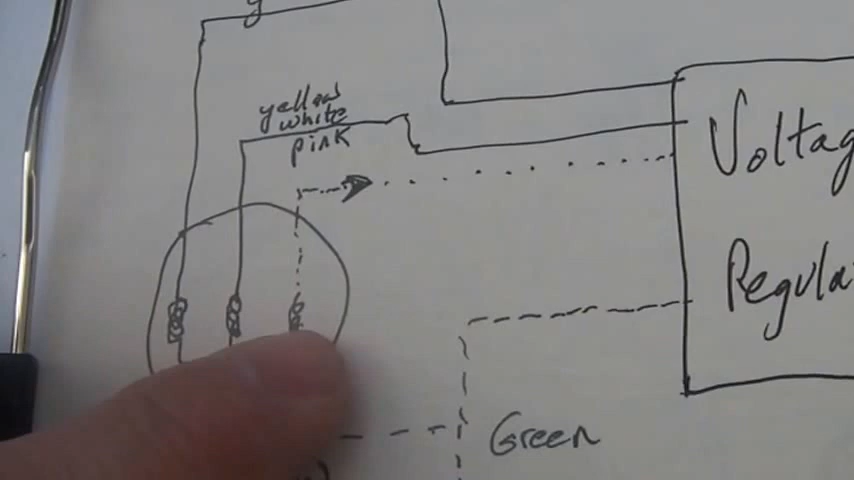 yellow
white
pink
Voltag
Regula
Green